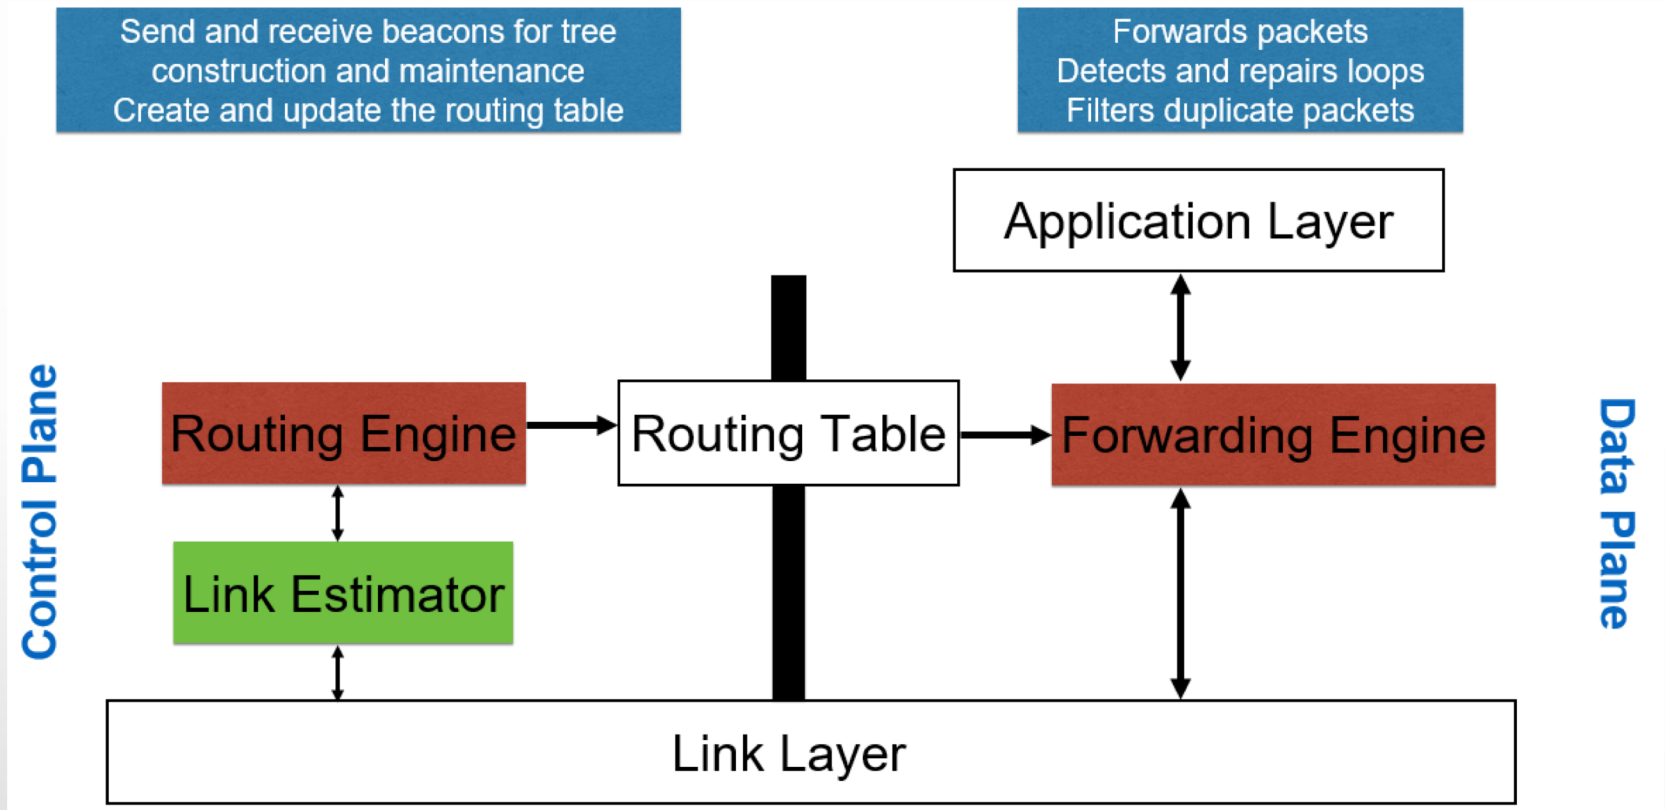 Send and receive beacons for tree
construction and maintenance
Create and update the routing table
Forwards packets
Detects and repairs loops
Filters duplicate packets
Application Layer
Control Plane
Routing Engine
Routing Table
Forwarding Engine
Data Plane
Link Estimator
Link Layer